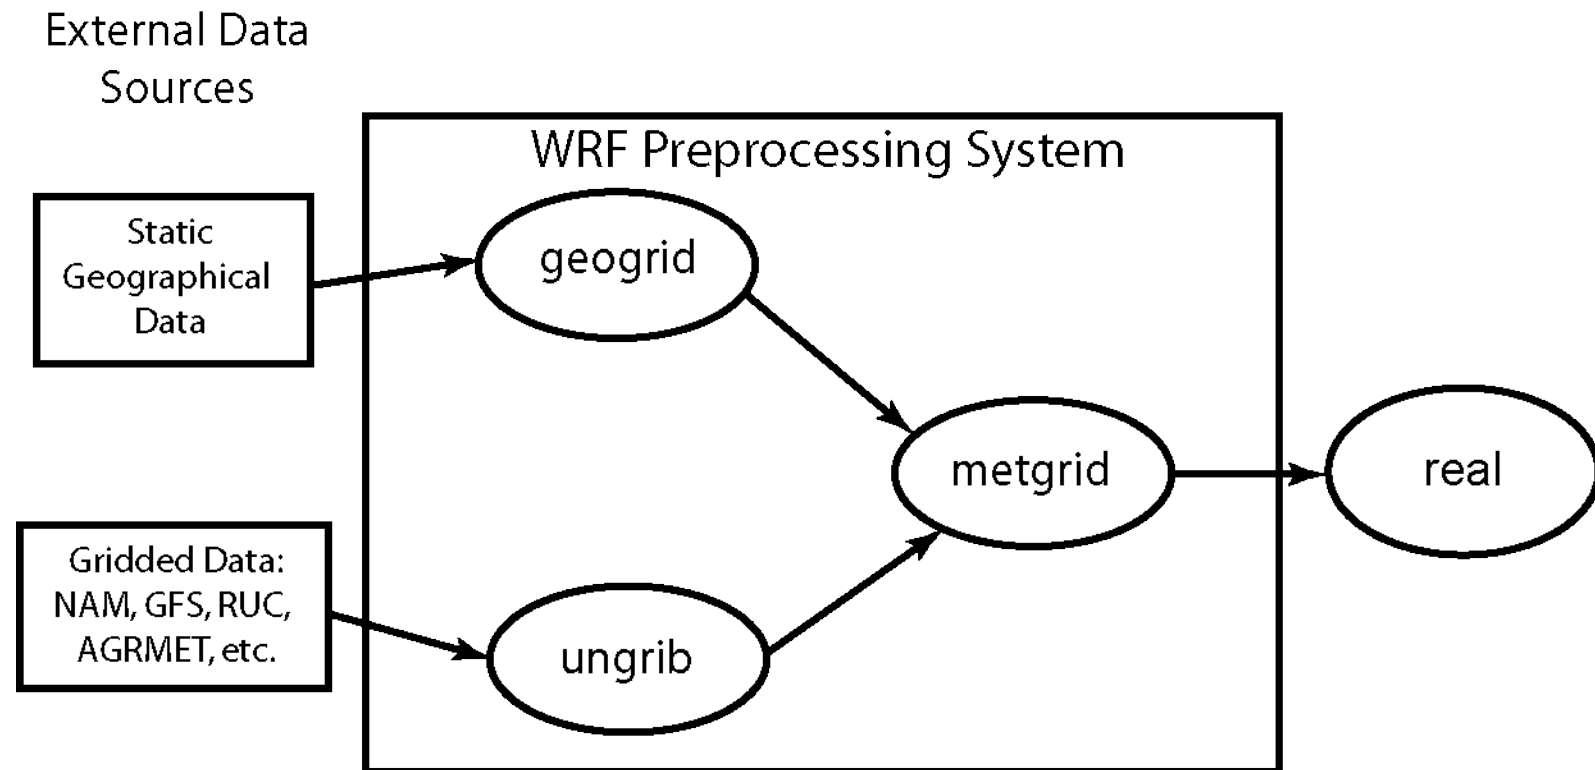 External Data
Sources
WRF Preprocessing System
Static
Geographical
Data
geogrid
metgrid
real
Gridded Data:
NAM, GFS, RUC,
AGRMET, etc.
ungrib